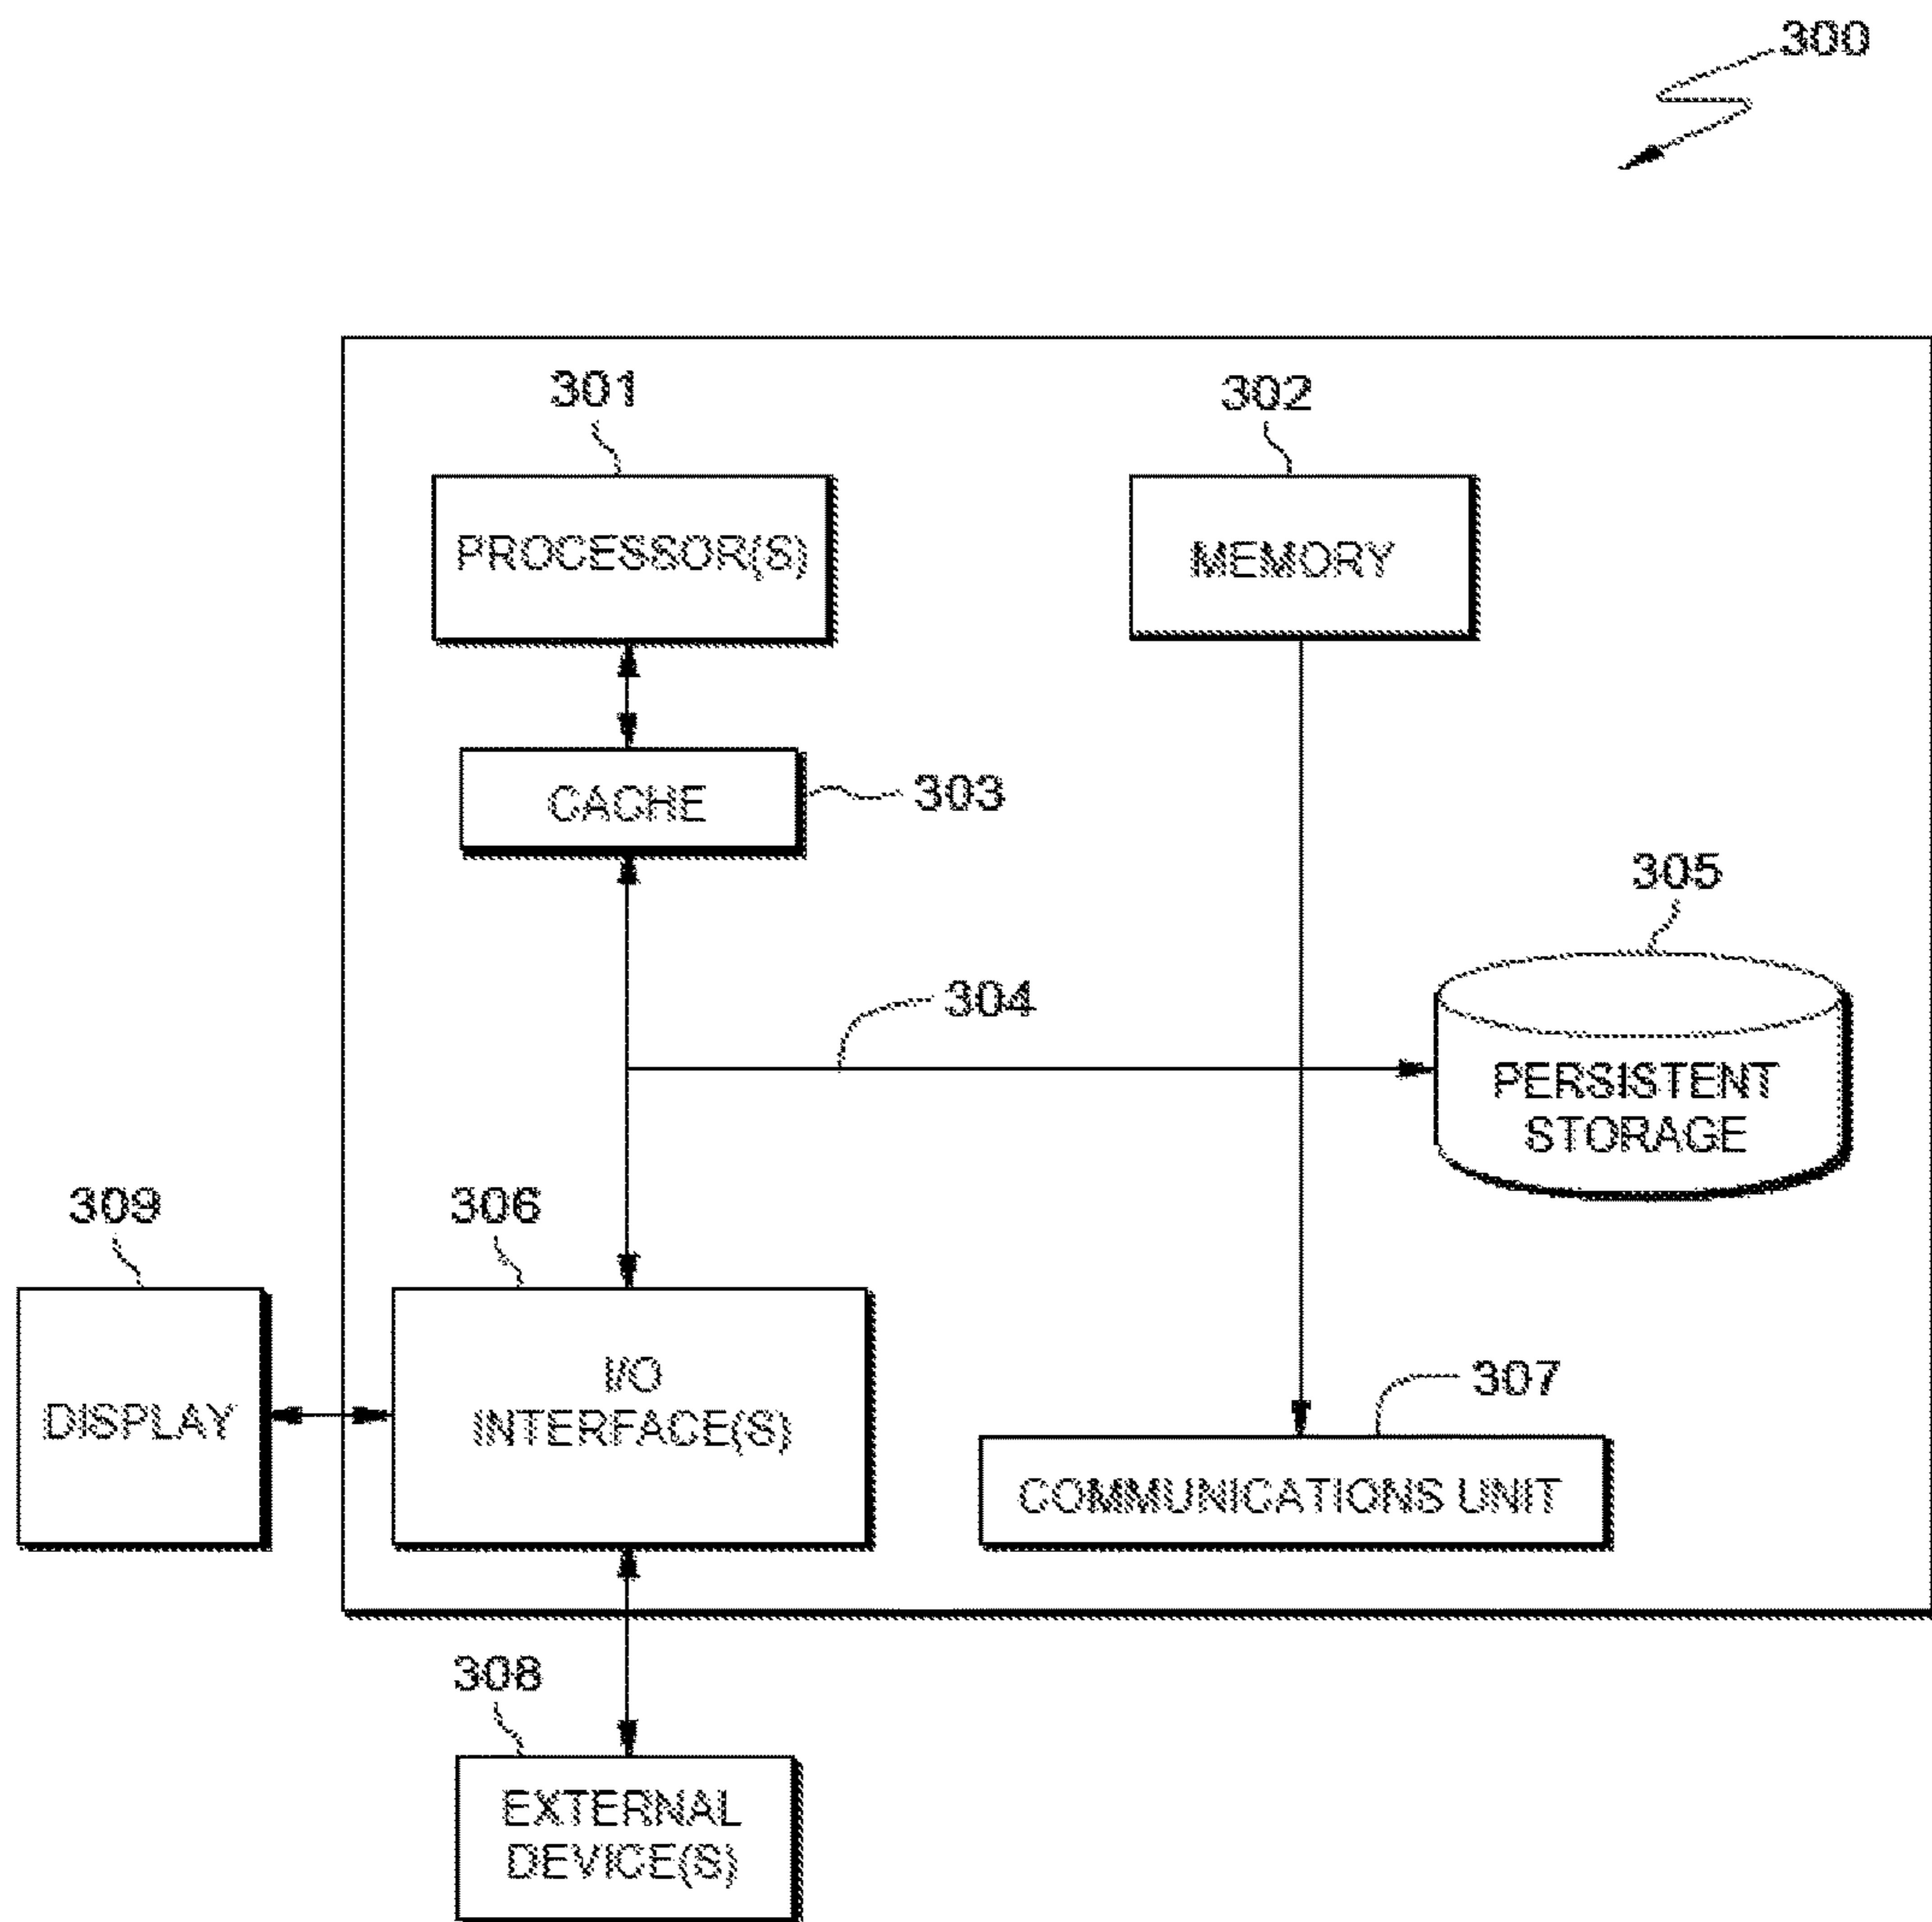 300
301
302
PROCESSOR(S)
MEMORY
CACHE
303
305
304
PERSISTENT
STORAGE
309
306
I/O
INTERFACE(S)
DISPLAY
307
COMMUNICATIONS UNIT
308
EXTERNAL
DEVICE(S)